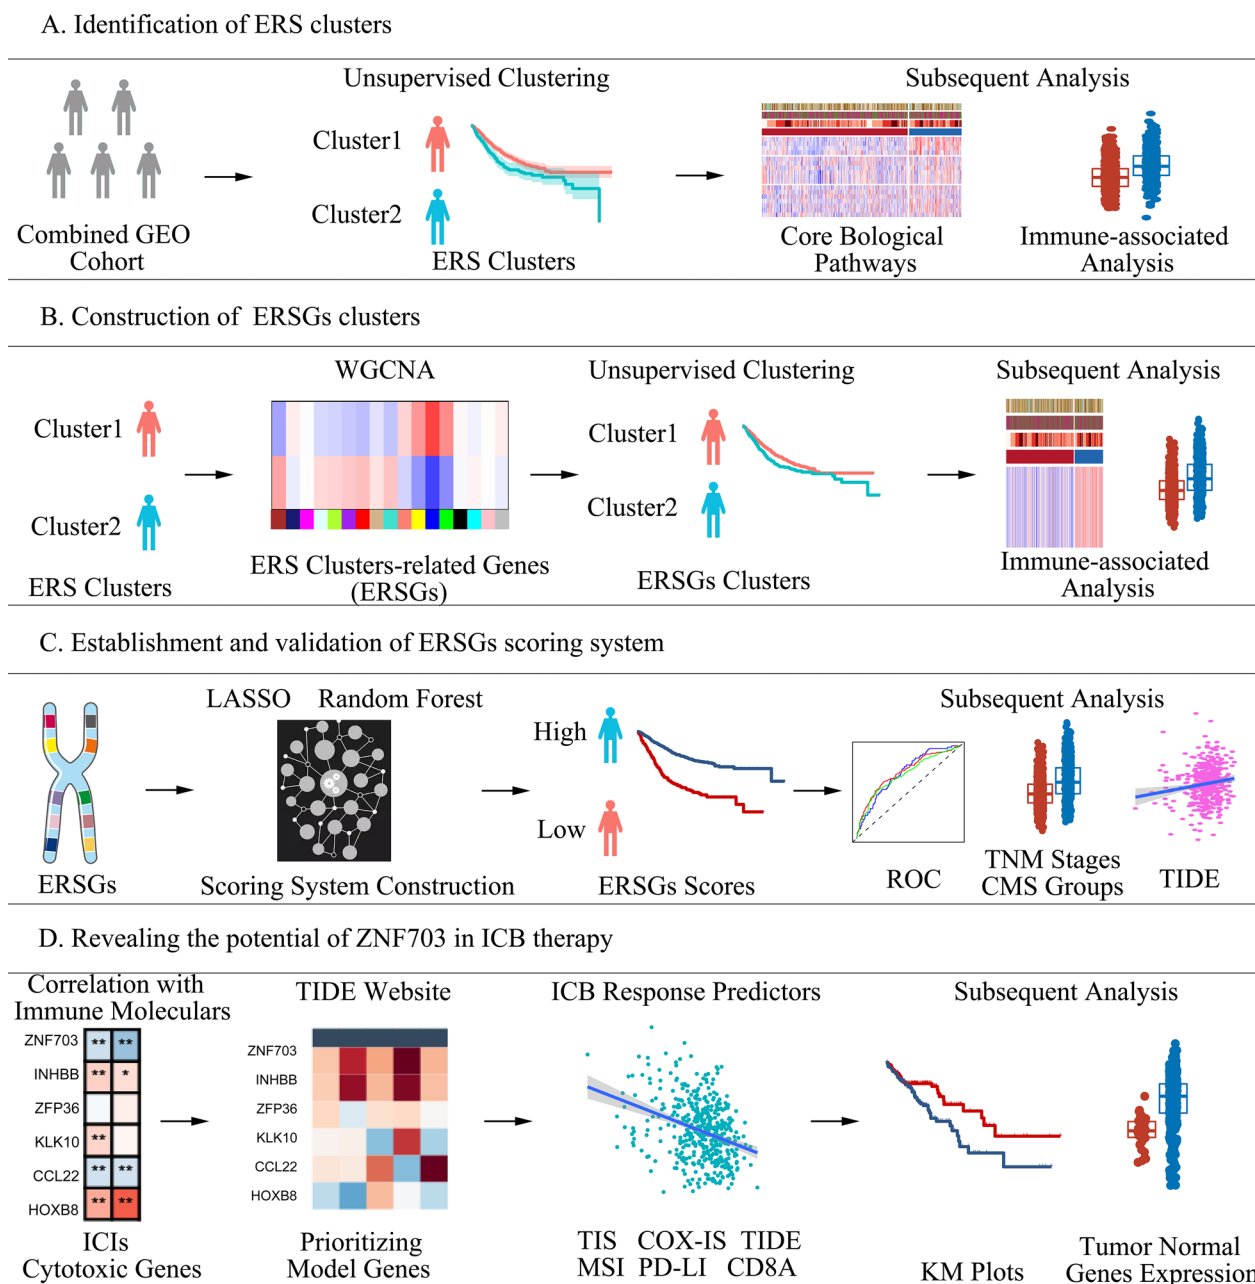 A. Identification of ERS clusters
Unsupervised Clustering
Subsequent Analysis
Cluster1
Cluster2
Combined GEO
Cohort
ERS Clusters
Core Bological
Pathways
Immune-associated
Analysis
B. Construction of ERSGs clusters
WGCNA
Unsupervised Clustering
Subsequent Analysis
Cluster1
Cluster2
ERS Clusters
ERS Clusters-related Genes
(ERSGs)
Cluster1
Cluster2
ERSGs Clusters
Immune-associated
Analysis
C. Establishment and validation of ERSGs scoring system
LASSO Random Forest
Subsequent Analysis
High
Low
ERSGs
Scoring System Construction
ERSGs Scores
ROC
TNM Stages
CMS Groups
TIDE
D. Revealing the potential of ZNF703 in ICB therapy
Correlation with
Immune Moleculars
TIDE Website
ICB Response Predictors
Subsequent Analysis
ZNF703 ** **
INHBB ** *
ZFP36
KLK10 **
CCL22 ** **
HOXB8 ** **
ICIs
Cytotoxic Genes
ZNF703
INHBB
ZFP36
KLK10
CCL22
HOXB8
Prioritizing
Model Genes
TIS COX-IS TIDE
MSI PD-LI CD8A
KM Plots
Tumor Normal
Genes Expression